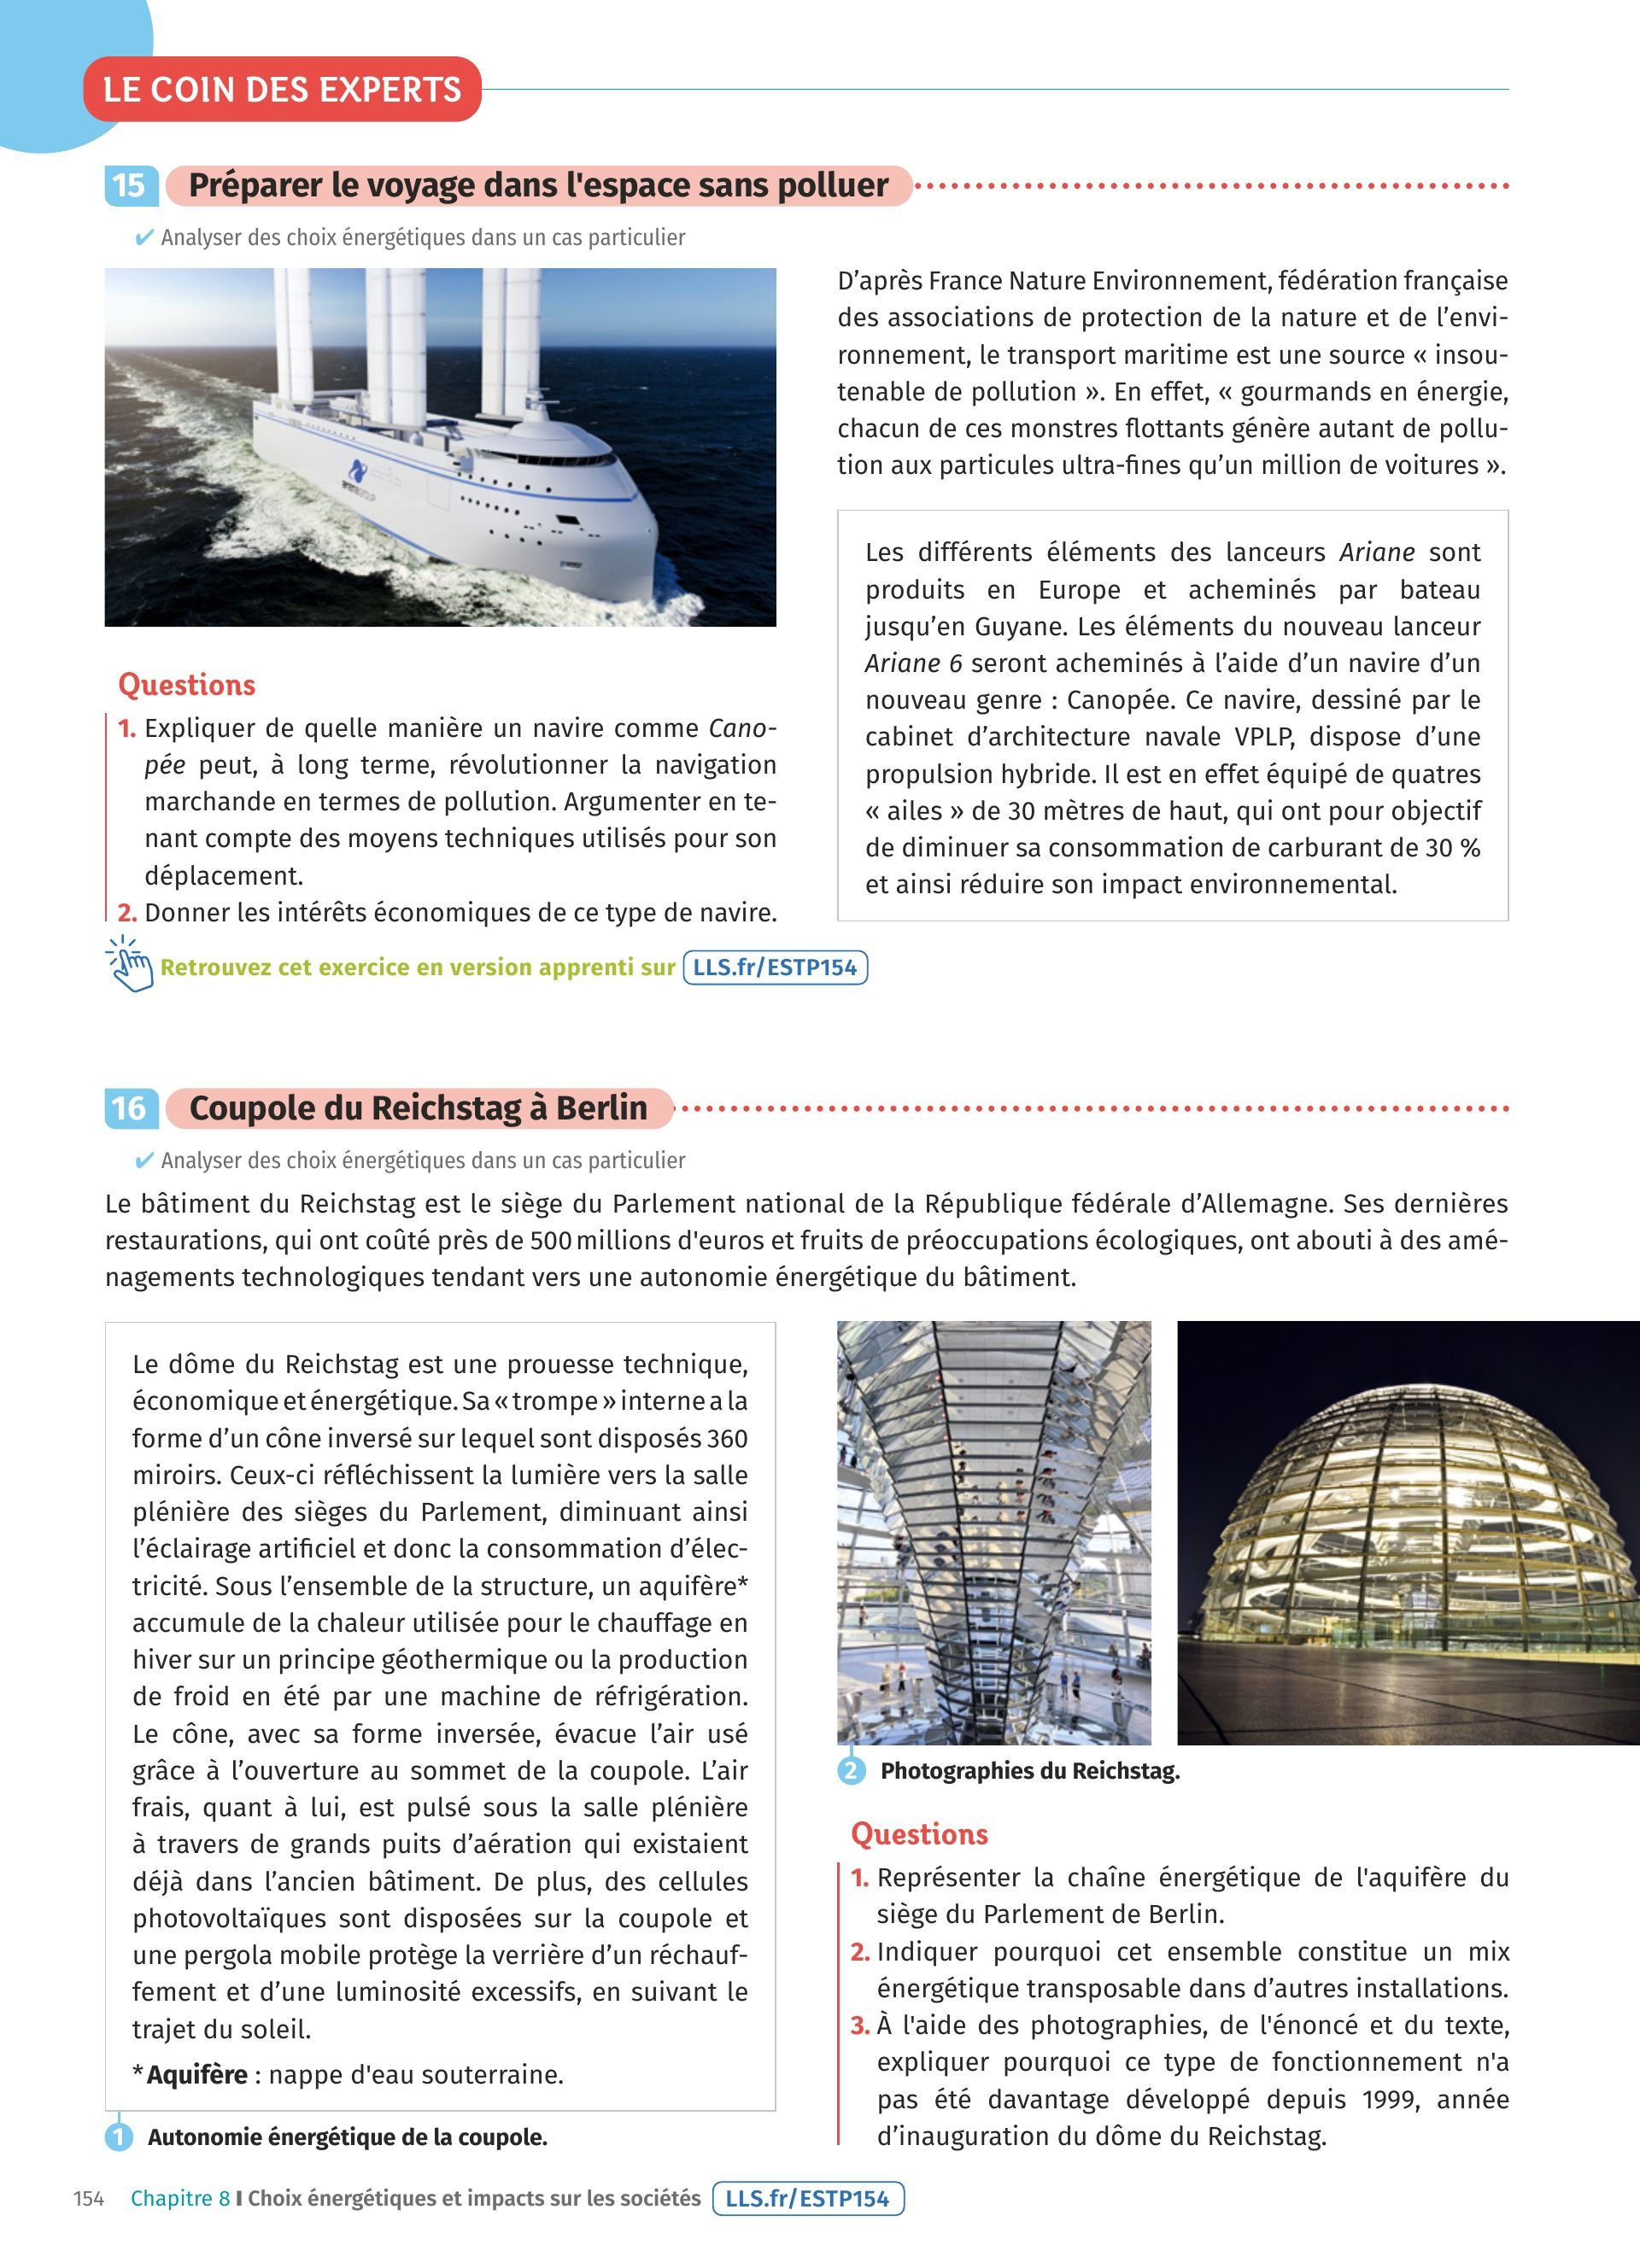 LE COIN DES EXPERTS
15 Préparer le voyage dans l'espace sans polluer
✔ Analyser des choix énergétiques dans un cas particulier
D’après France Nature Environnement, fédération française
des associations de protection de la nature et de l’envi-
ronnement, le transport maritime est une source « insou-
tenable de pollution ». En effet, « gourmands en énergie,
chacun de ces monstres flottants génère autant de pollu-
tion aux particules ultra-fines qu’un million de voitures ».
Les différents éléments des lanceurs Ariane sont
produits en Europe et acheminés par bateau
jusqu’en Guyane. Les éléments du nouveau lanceur
Ariane 6 seront acheminés à l’aide d’un navire d’un
nouveau genre : Canopée. Ce navire, dessiné par le
cabinet d’architecture navale VPLP, dispose d’une
propulsion hybride. Il est en effet équipé de quatres
« ailes » de 30 mètres de haut, qui ont pour objectif
de diminuer sa consommation de carburant de 30 %
et ainsi réduire son impact environnemental.
Questions
1. Expliquer de quelle manière un navire comme Cano-
pée peut, à long terme, révolutionner la navigation
marchande en termes de pollution. Argumenter en te-
nant compte des moyens techniques utilisés pour son
déplacement.
2. Donner les intérêts économiques de ce type de navire.
Retrouvez cet exercice en version apprenti sur LLS.fr/ESTP154
16 Coupole du Reichstag à Berlin
✔ Analyser des choix énergétiques dans un cas particulier
Le bâtiment du Reichstag est le siège du Parlement national de la République fédérale d’Allemagne. Ses dernières
restaurations, qui ont coûté près de 500 millions d'euros et fruits de préoccupations écologiques, ont abouti à des amé-
nagements technologiques tendant vers une autonomie énergétique du bâtiment.
Le dôme du Reichstag est une prouesse technique,
économique et énergétique. Sa « trompe » interne a la
forme d’un cône inversé sur lequel sont disposés 360
miroirs. Ceux-ci réfléchissent la lumière vers la salle
plénière des sièges du Parlement, diminuant ainsi
l’éclairage artificiel et donc la consommation d’élec-
tricité. Sous l’ensemble de la structure, un aquifère*
accumule de la chaleur utilisée pour le chauffage en
hiver sur un principe géothermique ou la production
de froid en été par une machine de réfrigération.
Le cône, avec sa forme inversée, évacue l’air usé
grâce à l’ouverture au sommet de la coupole. L’air
frais, quant à lui, est pulsé sous la salle plénière
à travers de grands puits d’aération qui existaient
déjà dans l’ancien bâtiment. De plus, des cellules
photovoltaïques sont disposées sur la coupole et
une pergola mobile protège la verrière d’un réchauf-
fement et d’une luminosité excessifs, en suivant le
trajet du soleil.
* Aquifère : nappe d'eau souterraine.
1 Autonomie énergétique de la coupole.
2 Photographies du Reichstag.
Questions
1. Représenter la chaîne énergétique de l'aquifère du
siège du Parlement de Berlin.
2. Indiquer pourquoi cet ensemble constitue un mix
énergétique transposable dans d’autres installations.
3. À l'aide des photographies, de l'énoncé et du texte,
expliquer pourquoi ce type de fonctionnement n'a
pas été davantage développé depuis 1999, année
d’inauguration du dôme du Reichstag.
154 Chapitre 8 I Choix énergétiques et impacts sur les sociétés LLS.fr/ESTP154